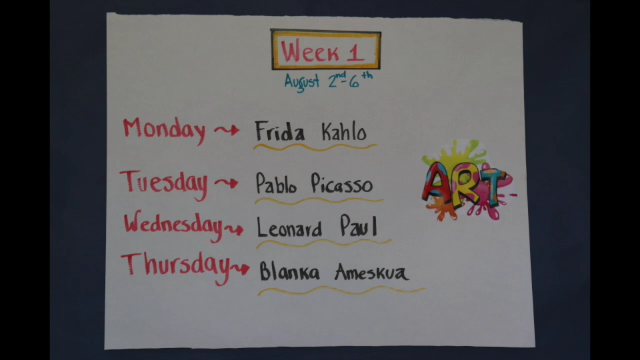 Week 1
August 2nd-6th
Monday → Frida Kahlo
Tuesday → Pablo Picasso
Wednesday → Leonard Paul
Thursday → Blanka Ameskua
ART